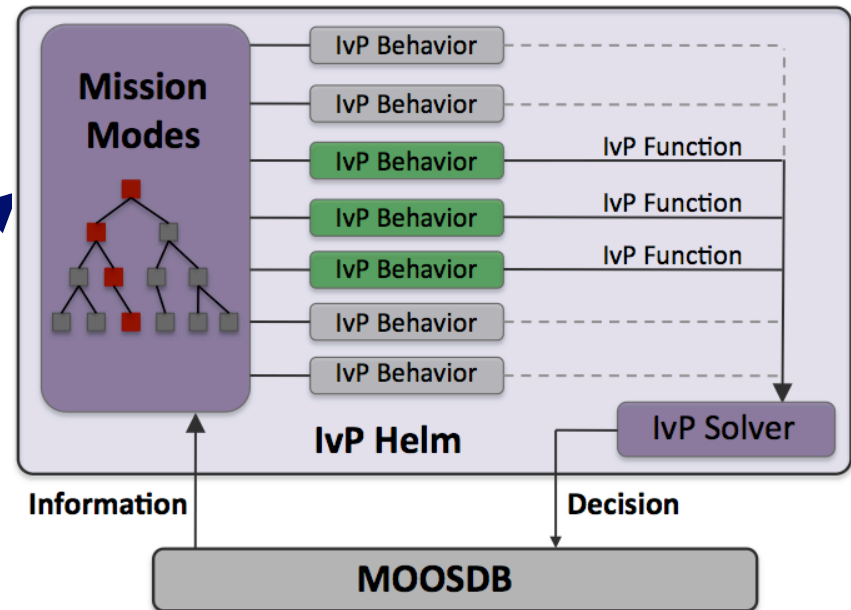 Mission
Modes
IvP Behavior
IvP Behavior
IvP Behavior
IvP Function
IvP Behavior
IvP Function
IvP Behavior
IvP Function
IvP Behavior
IvP Behavior
IvP Helm
IvP Solver
Information
Decision
MOOSDB